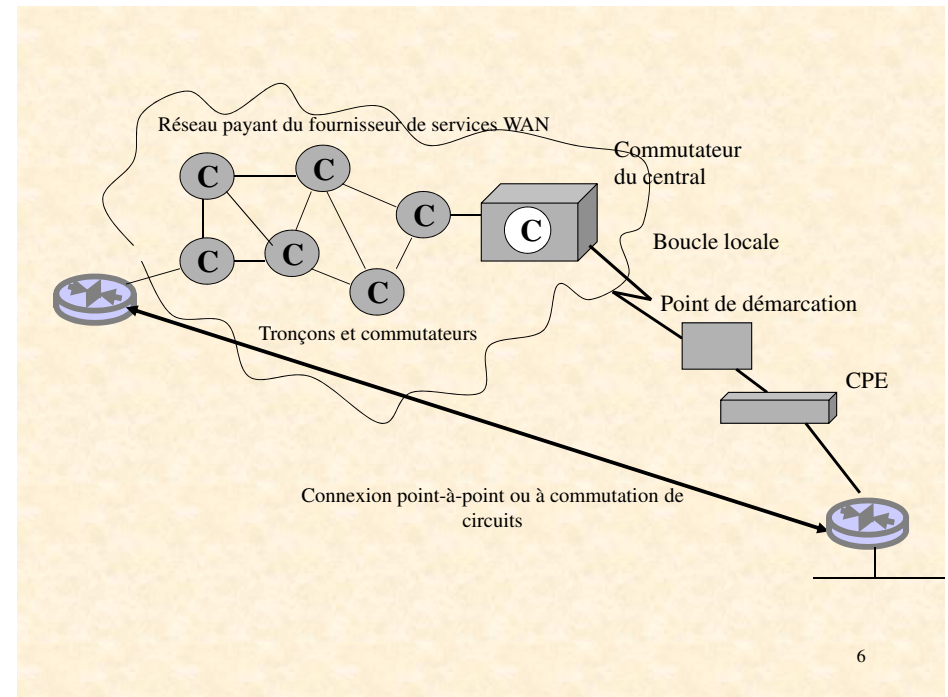 Réseau payant du fournisseur de services WAN
Commutateur
du central
C
C
C
C
C
C
C
Boucle locale
Point de démarcation
Tronçons et commutateurs
CPE
Connexion point-à-point ou à commutation de
circuits
6